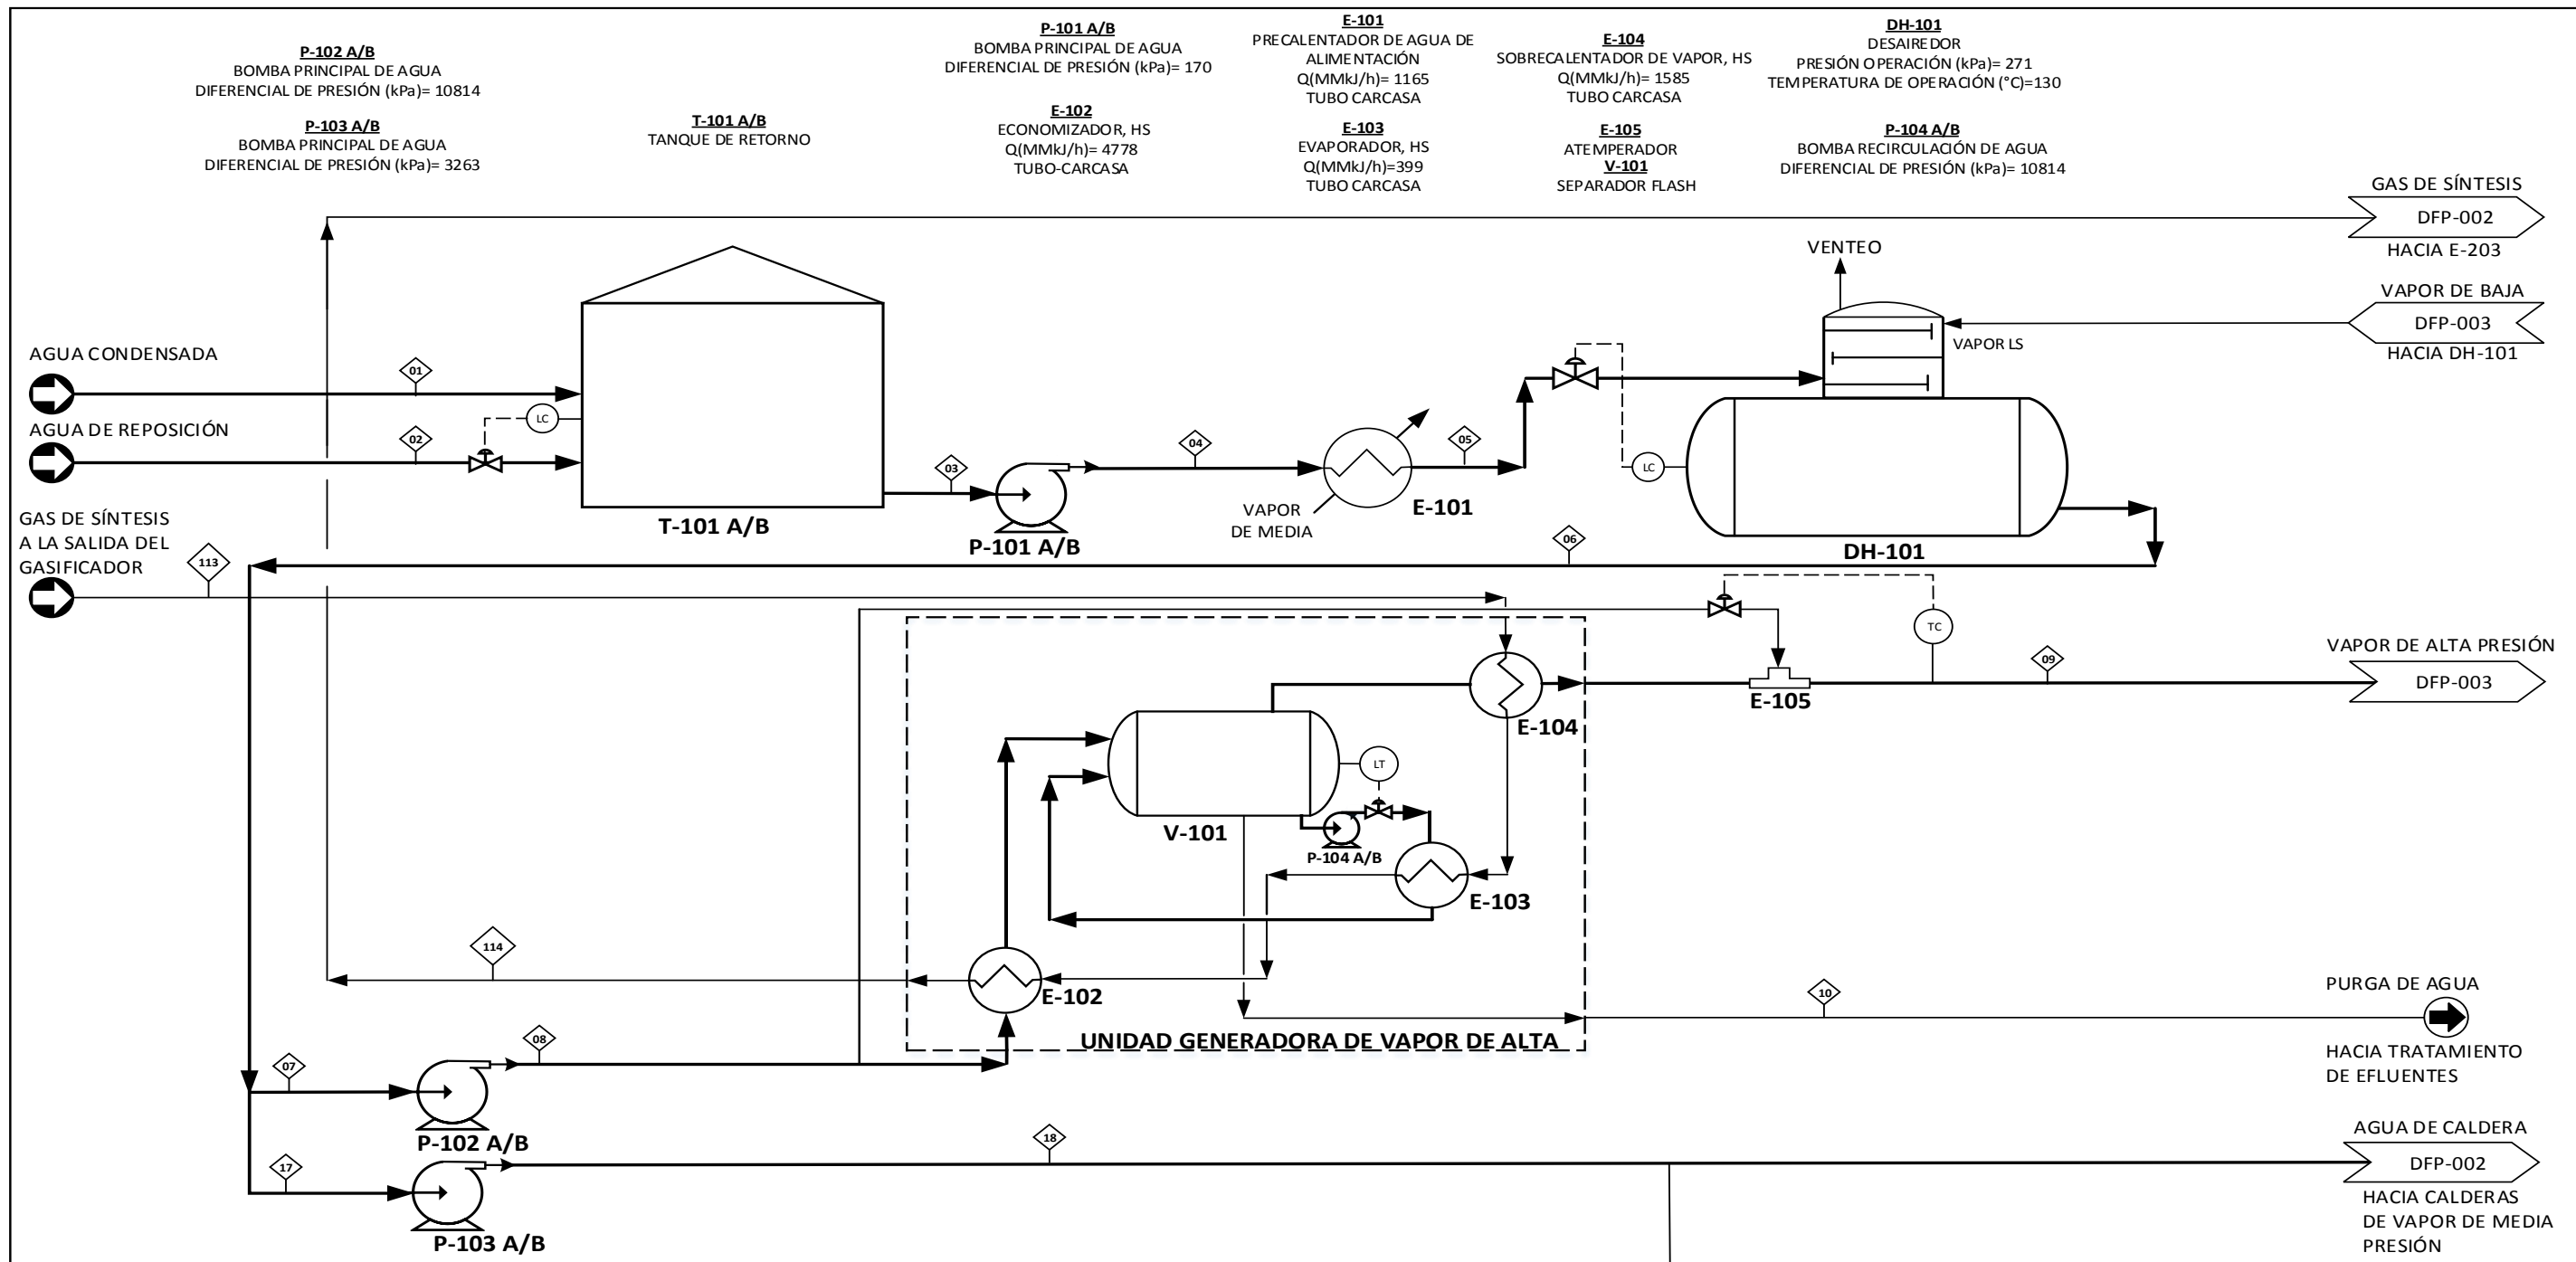 P-102 A/B
BOMBA PRINCIPAL DE AGUA
DIFERENCIAL DE PRESIÓN (kPa)= 10814
P-103 A/B
BOMBA PRINCIPAL DE AGUA
DIFERENCIAL DE PRESIÓN (kPa)= 3263
T-101 A/B
TANQUE DE RETORNO
P-101 A/B
BOMBA PRINCIPAL DE AGUA
DIFERENCIAL DE PRESIÓN (kPa)= 170
E-102
ECONOMIZADOR, HS
Q(MMkJ/h)= 4778
TUBO-CARCASA
E-101
PRECALENTADOR DE AGUA DE
ALIMENTACIÓN
Q(MMkJ/h)= 1165
TUBO CARCASA
E-103
EVAPORADOR, HS
Q(MMkJ/h)=399
TUBO CARCASA
E-104
SOBRECALENTADOR DE VAPOR, HS
Q(MMkJ/h)= 1585
TUBO CARCASA
E-105
ATEMPERADOR
V-101
SEPARADOR FLASH
DH-101
DESAIREDOR
PRESIÓN OPERACIÓN (kPa)= 271
TEMPERATURA DE OPERACIÓN (°C)=130
P-104 A/B
BOMBA RECIRCULACIÓN DE AGUA
DIFERENCIAL DE PRESIÓN (kPa)= 10814
GAS DE SÍNTESIS
DFP-002
HACIA E-203
VENTEO
VAPOR DE BAJA
DFP-003
HACIA DH-101
VAPOR LS
AGUA CONDENSADA
01
AGUA DE REPOSICIÓN
02
LC
T-101 A/B
03
P-101 A/B
04
VAPOR
DE MEDIA
E-101
05
LC
DH-101
06
GAS DE SÍNTESIS
A LA SALIDA DEL
GASIFICADOR
113
TC
09
VAPOR DE ALTA PRESIÓN
DFP-003
E-105
E-104
LT
V-101
P-104 A/B
E-103
114
E-102
10
PURGA DE AGUA
HACIA TRATAMIENTO
DE EFLUENTES
UNIDAD GENERADORA DE VAPOR DE ALTA
08
07
P-102 A/B
17
P-103 A/B
18
AGUA DE CALDERA
DFP-002
HACIA CALDERAS
DE VAPOR DE MEDIA
PRESIÓN